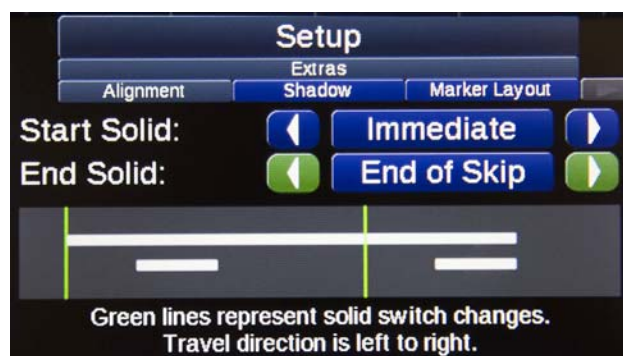 Setup
Extras
Alignment Shadow Marker Layout
Start Solid: Immediate
End Solid: End of Skip
Green lines represent solid switch changes.
Travel direction is left to right.